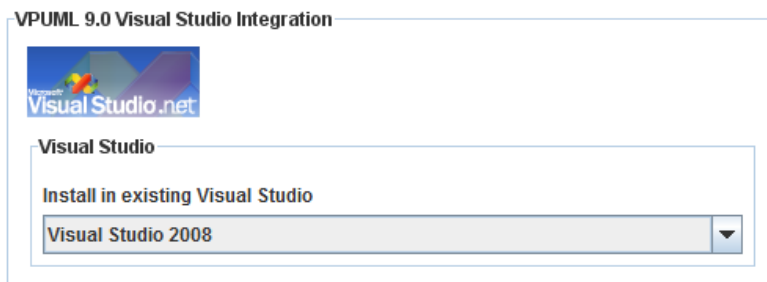 VPUML 9.0 Visual Studio Integration
Microsoft
Visual Studio.net
Visual Studio
Install in existing Visual Studio
Visual Studio 2008